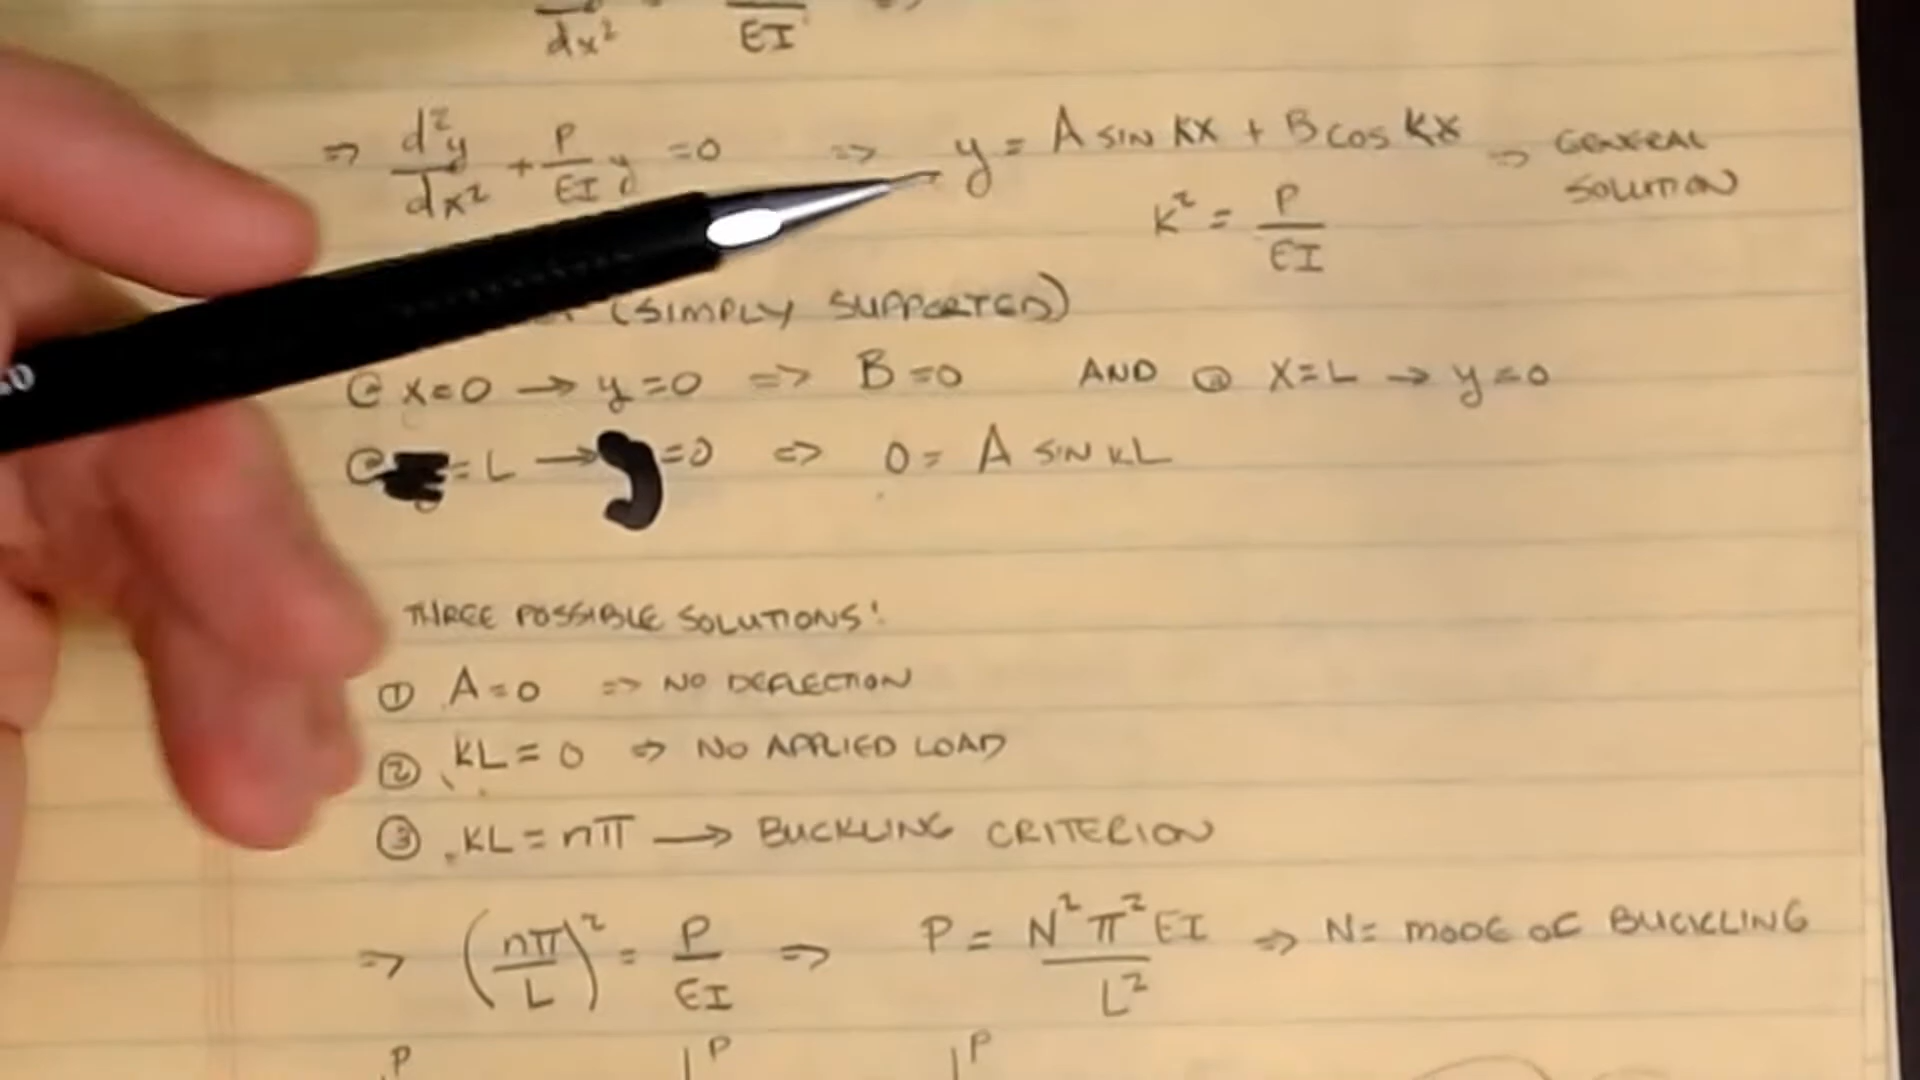 dx² EI
⇒ d²y/dx² + P/EI y = 0 ⇒ y = A SIN KX + B COS KX ⇒ GENERAL SOLUTION
K² = P/EI
(SIMPLY SUPPORTED)
@ X=0 → y=0 ⇒ B=0 AND @ X=L → y=0
@ = L → y=0 ⇒ 0 = A SIN KL
THREE POSSIBLE SOLUTIONS:
① A=0 ⇒ NO DEFLECTION
② KL = 0 ⇒ NO APPLIED LOAD
③ KL = nπ → BUCKLING CRITERION
⇒ (nπ/L)² = P/EI ⇒ P = N²π²EI/L² ⇒ N= MODE OF BUCKLING
P P P